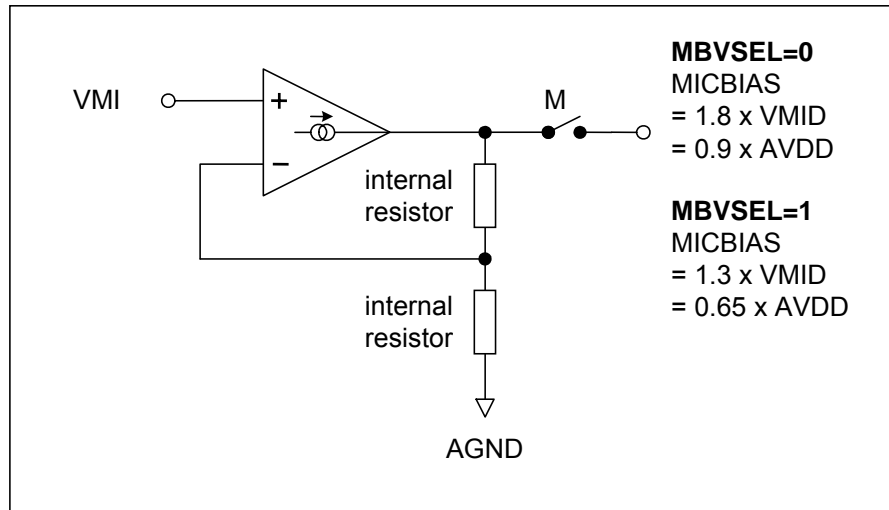 MBVSEL=0
MICBIAS
= 1.8 x VMID
= 0.9 x AVDD
VMI
M
+
−
internal
resistor
MBVSEL=1
MICBIAS
= 1.3 x VMID
= 0.65 x AVDD
internal
resistor
AGND